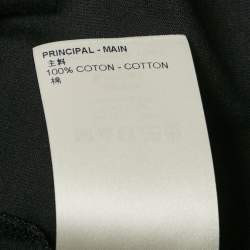 PRINCIPAL - MAIN
主料
100% COTON - COTTON
棉